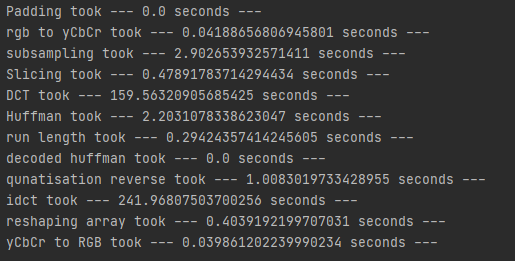 Padding took --- 0.0 seconds ---
rgb to yCbCr took --- 0.04188656806945801 seconds ---
subsampling took --- 2.902653932571411 seconds ---
Slicing took --- 0.47891783714294434 seconds ---
DCT took --- 159.56320905685425 seconds ---
Huffman took --- 2.2031078338623047 seconds ---
run length took --- 0.29424357414245605 seconds ---
decoded huffman took --- 0.0 seconds ---
qunatisation reverse took --- 1.0083019733428955 seconds ---
idct took --- 241.96807503700256 seconds ---
reshaping array took --- 0.4039192199707031 seconds ---
yCbCr to RGB took --- 0.039861202239990234 seconds ---